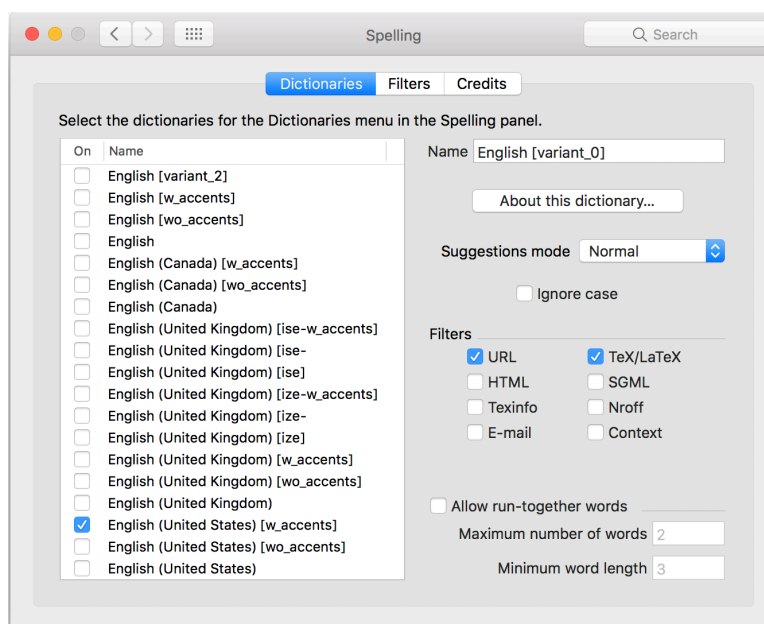 Spelling
Search
Dictionaries Filters Credits
Select the dictionaries for the Dictionaries menu in the Spelling panel.
On Name
English [variant_2]
English [w_accents]
English [wo_accents]
English
English (Canada) [w_accents]
English (Canada) [wo_accents]
English (Canada)
English (United Kingdom) [ise-w_accents]
English (United Kingdom) [ise-
English (United Kingdom) [ise]
English (United Kingdom) [ize-w_accents]
English (United Kingdom) [ize-
English (United Kingdom) [ize]
English (United Kingdom) [w_accents]
English (United Kingdom) [wo_accents]
English (United Kingdom)
English (United States) [w_accents]
English (United States) [wo_accents]
English (United States)
Name English [variant_0]
About this dictionary...
Suggestions mode Normal
Ignore case
Filters
URL TeX/LaTeX
HTML SGML
Texinfo Nroff
E-mail Context
Allow run-together words
Maximum number of words 2
Minimum word length 3